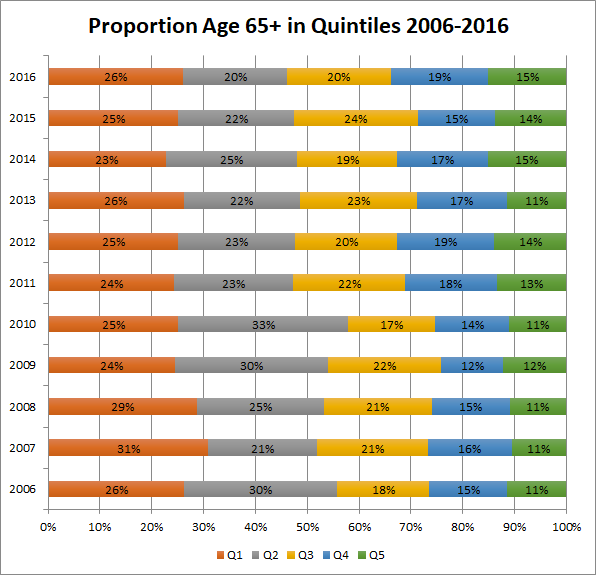 Proportion Age 65+ in Quintiles 2006-2016
2016 26% 20% 20% 19% 15%
2015 25% 22% 24% 15% 14%
2014 23% 25% 19% 17% 15%
2013 26% 22% 23% 17% 11%
2012 25% 23% 20% 19% 14%
2011 24% 23% 22% 18% 13%
2010 25% 33% 17% 14% 11%
2009 24% 30% 22% 12% 12%
2008 29% 25% 21% 15% 11%
2007 31% 21% 21% 16% 11%
2006 26% 30% 18% 15% 11%
0% 10% 20% 30% 40% 50% 60% 70% 80% 90% 100%
Q1 Q2 Q3 Q4 Q5